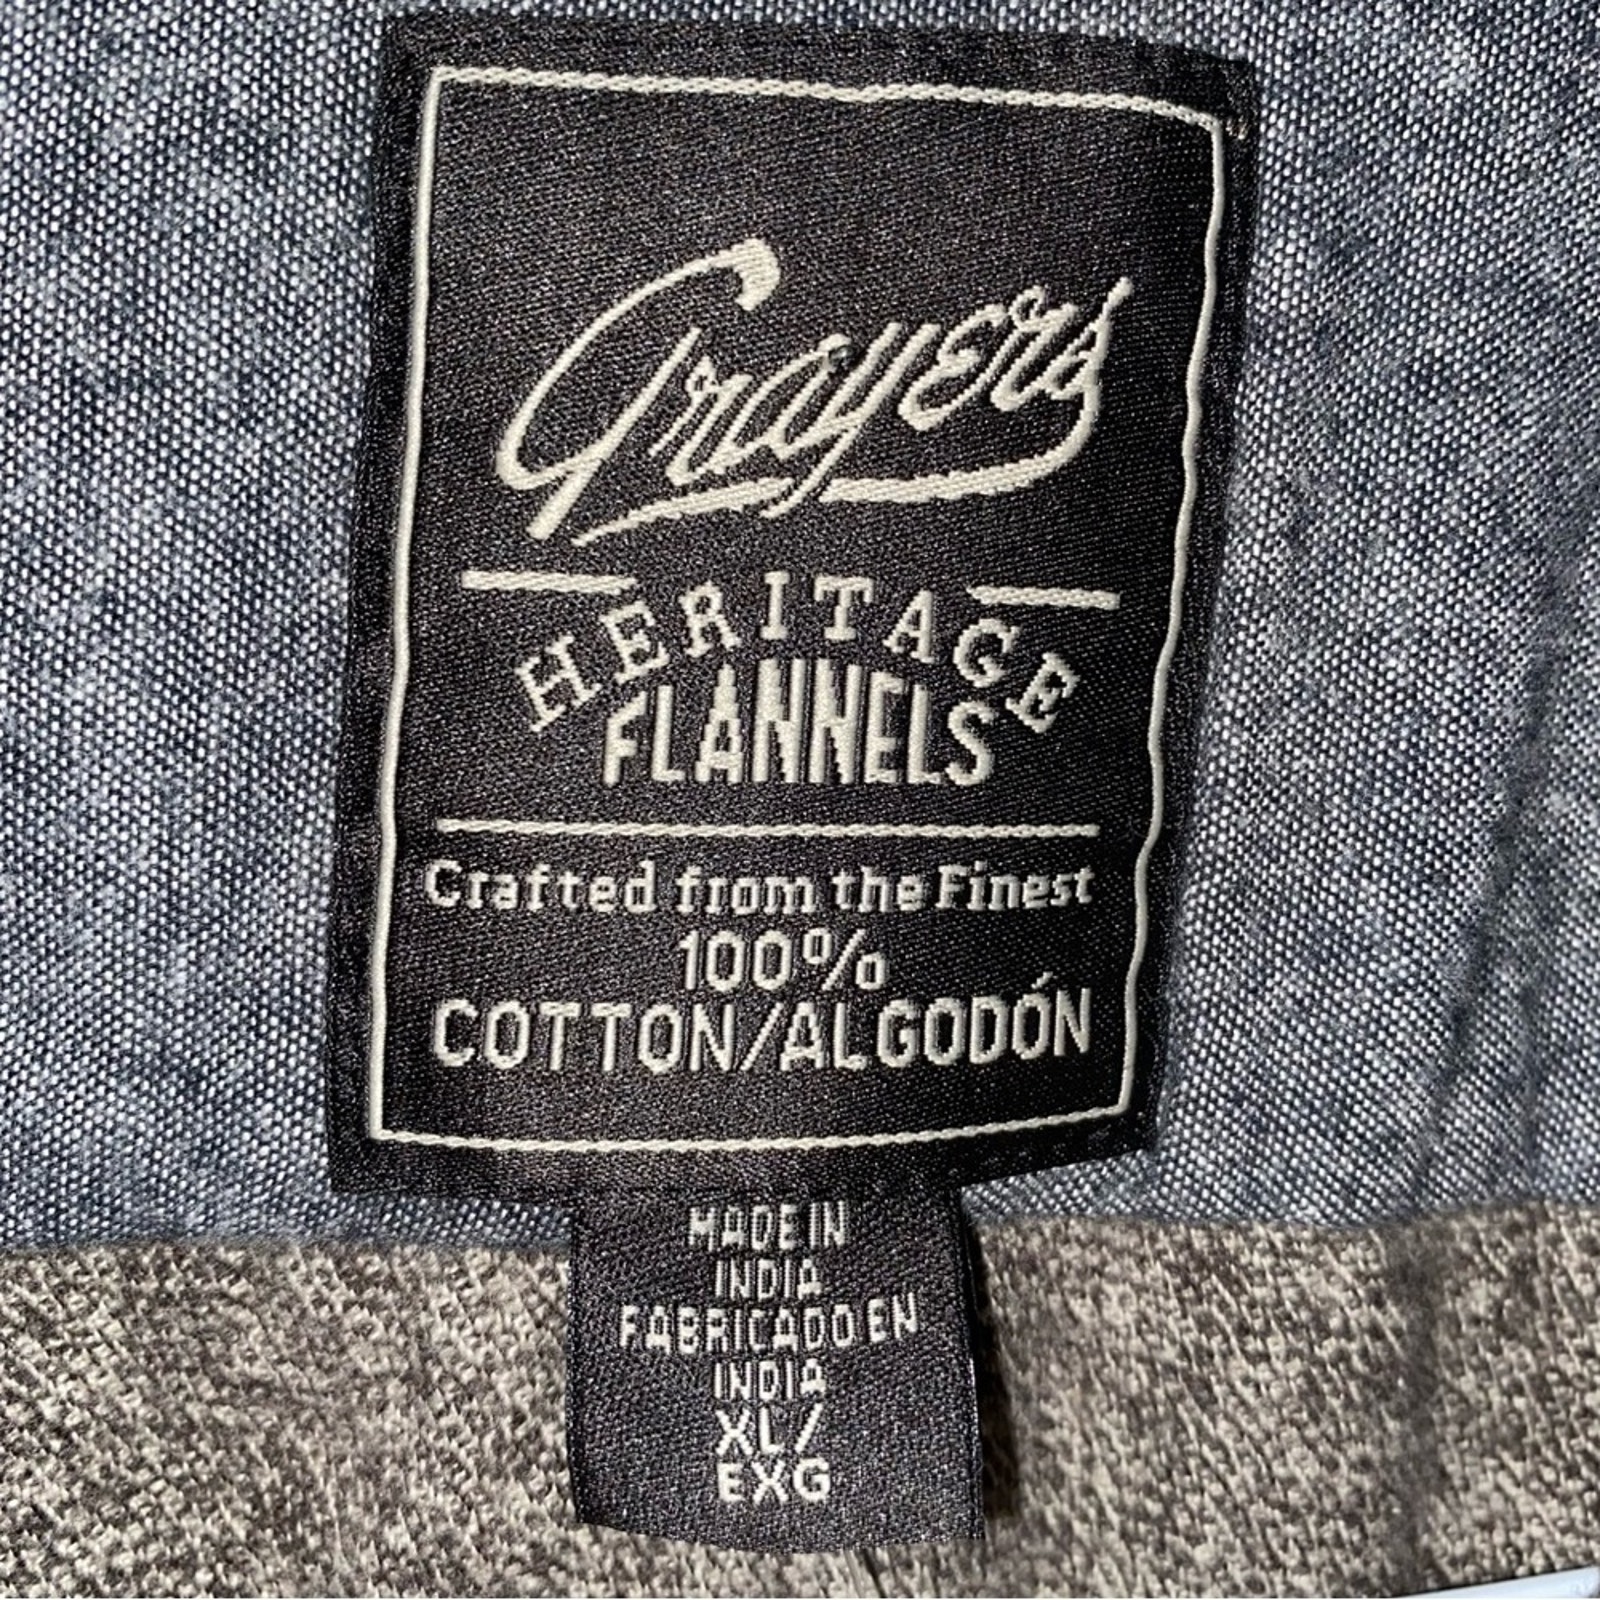 Grayers
HERITAGE
FLANNELS
Crafted from the Finest
100%
COTTON/ALGODÓN
MADE IN
INDIA
FABRICADO EN
INDIA
XL/
EXG